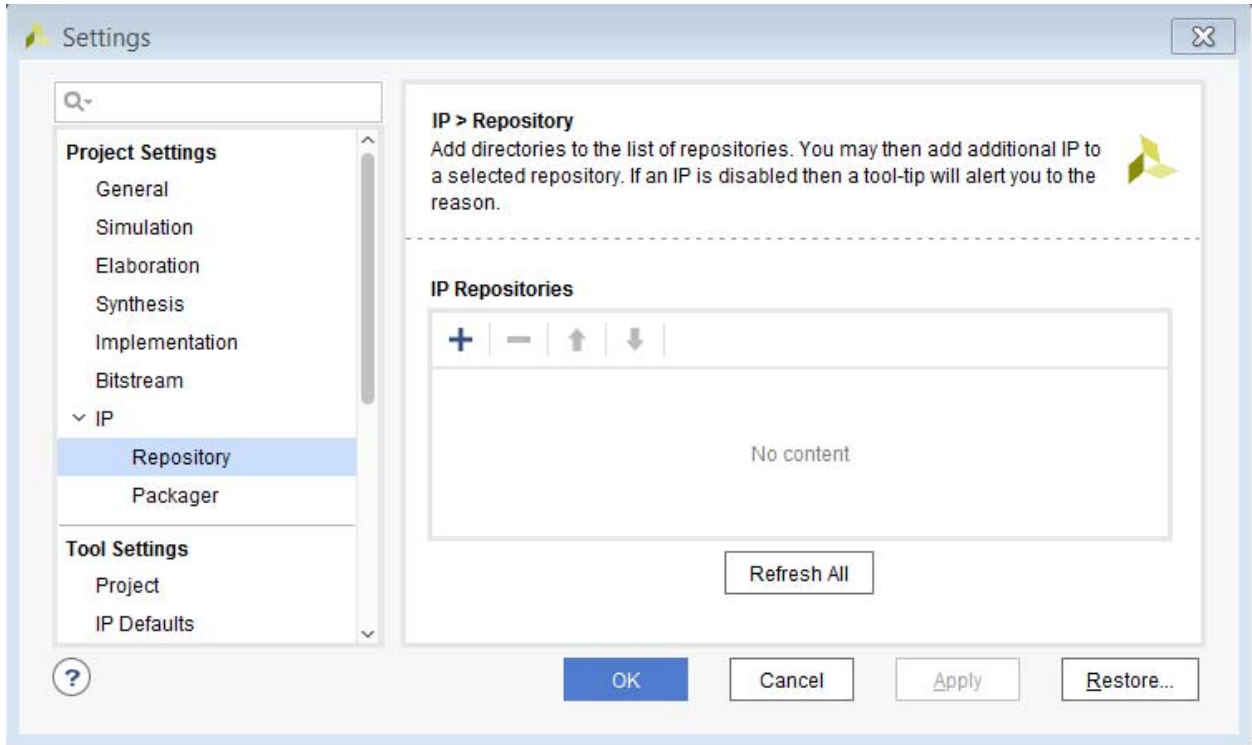 Settings
Project Settings
General
Simulation
Elaboration
Synthesis
Implementation
Bitstream
IP
Repository
Packager
Tool Settings
Project
IP Defaults
IP > Repository
Add directories to the list of repositories. You may then add additional IP to
a selected repository. If an IP is disabled then a tool-tip will alert you to the
reason.
IP Repositories
No content
Refresh All
?
OK
Cancel
Apply
Restore...